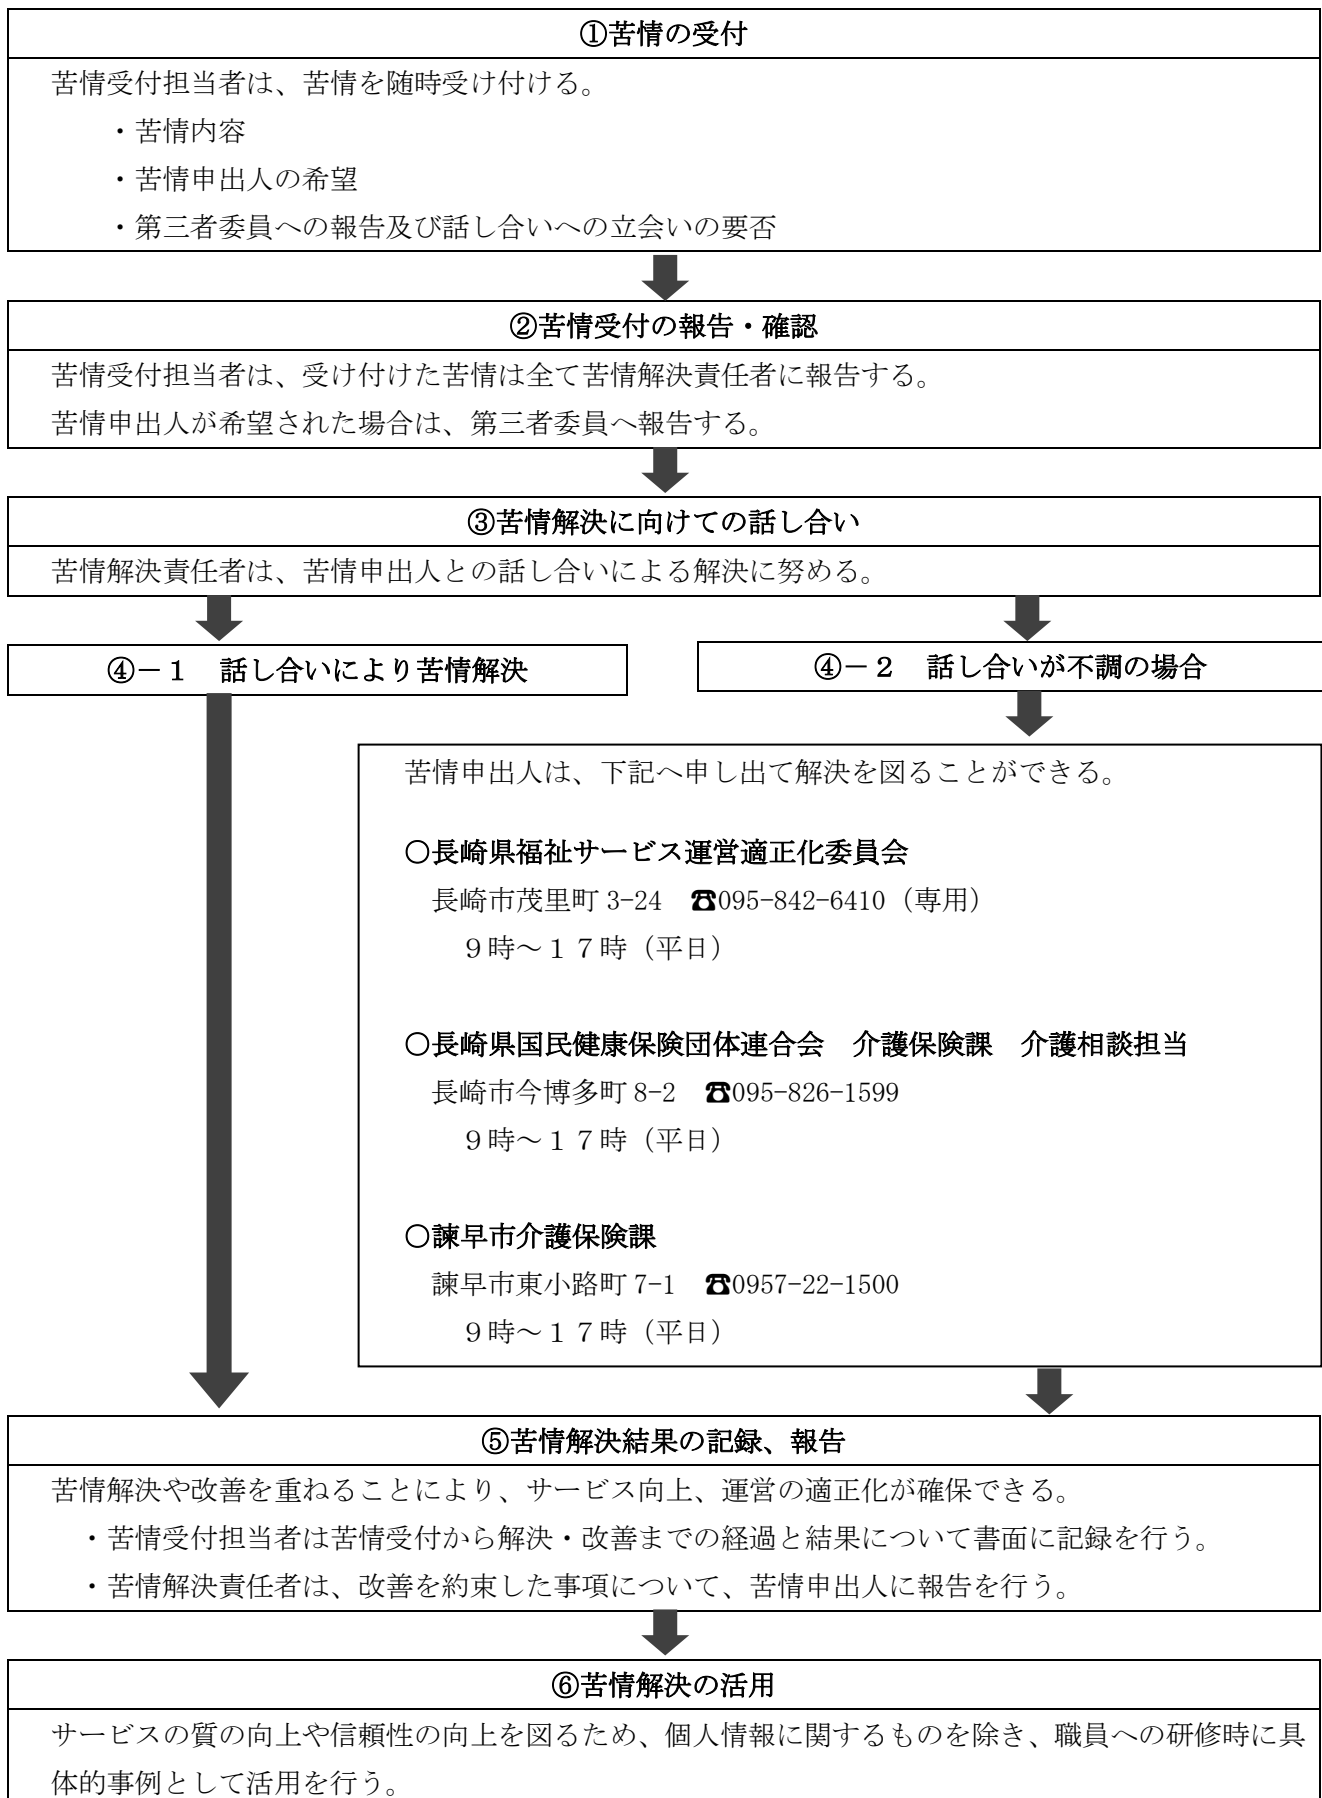 ①苦情の受付
苦情受付担当者は、苦情を随時受け付ける。
・苦情内容
・苦情申出人の希望
・第三者委員への報告及び話し合いへの立会いの要否
②苦情受付の報告・確認
苦情受付担当者は、受け付けた苦情は全て苦情解決責任者に報告する。
苦情申出人が希望された場合は、第三者委員へ報告する。
③苦情解決に向けての話し合い
苦情解決責任者は、苦情申出人との話し合いによる解決に努める。
④－１　話し合いにより苦情解決
④－２　話し合いが不調の場合
苦情申出人は、下記へ申し出て解決を図ることができる。
○長崎県福祉サービス運営適正化委員会
長崎市茂里町 3-24　☎095-842-6410（専用）
９時～１７時（平日）
○長崎県国民健康保険団体連合会　介護保険課　介護相談担当
長崎市今博多町 8-2　☎095-826-1599
９時～１７時（平日）
○諫早市介護保険課
諫早市東小路町 7-1　☎0957-22-1500
９時～１７時（平日）
⑤苦情解決結果の記録、報告
苦情解決や改善を重ねることにより、サービス向上、運営の適正化が確保できる。
・苦情受付担当者は苦情受付から解決・改善までの経過と結果について書面に記録を行う。
・苦情解決責任者は、改善を約束した事項について、苦情申出人に報告を行う。
⑥苦情解決の活用
サービスの質の向上や信頼性の向上を図るため、個人情報に関するものを除き、職員への研修時に具
体的事例として活用を行う。